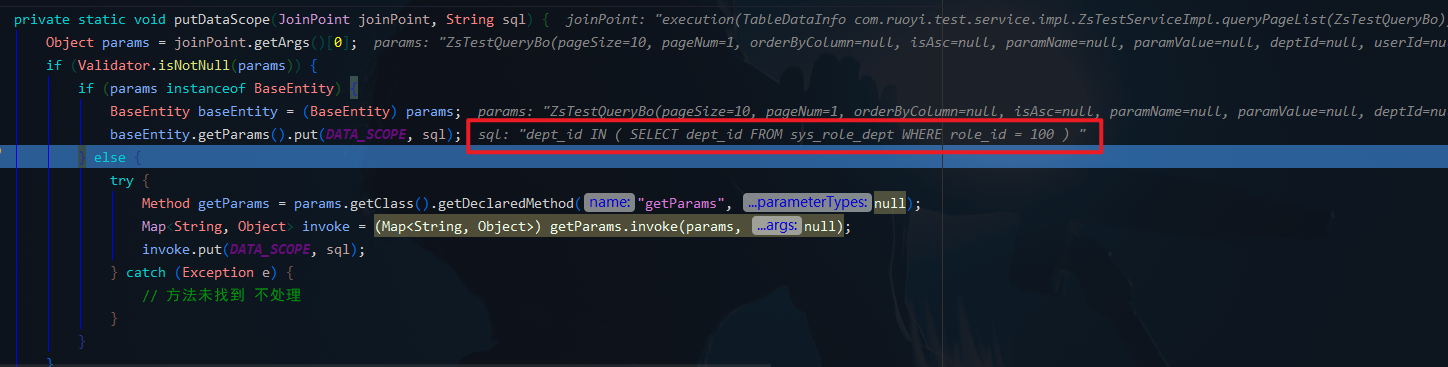 private static void putDataScope(JoinPoint joinPoint, String sql) { joinPoint: "execution(TableDataInfo com.ruoyi.test.service.impl.ZsTestServiceImpl.queryPageList(ZsTestQueryBo)
Object params = joinPoint.getArgs()[0]; params: "ZsTestQueryBo(pageSize=10, pageNum=1, orderByColumn=null, isAsc=null, paramName=null, paramValue=null, deptId=null, userId=nu
if (Validator.isNotNull(params)) {
if (params instanceof BaseEntity) {
BaseEntity baseEntity = (BaseEntity) params; params: "ZsTestQueryBo(pageSize=10, pageNum=1, orderByColumn=null, isAsc=null, paramName=null, paramValue=null, deptId=n
baseEntity.getParams().put(DATA_SCOPE, sql); sql: "dept_id IN ( SELECT dept_id FROM sys_role_dept WHERE role_id = 100 ) "
} else {
try {
Method getParams = params.getClass().getDeclaredMethod( name: "getParams", ...parameterTypes: null);
Map<String, Object> invoke = (Map<String, Object>) getParams.invoke(params, ...args: null);
invoke.put(DATA_SCOPE, sql);
} catch (Exception e) {
// 方法未找到 不处理
}
}
}